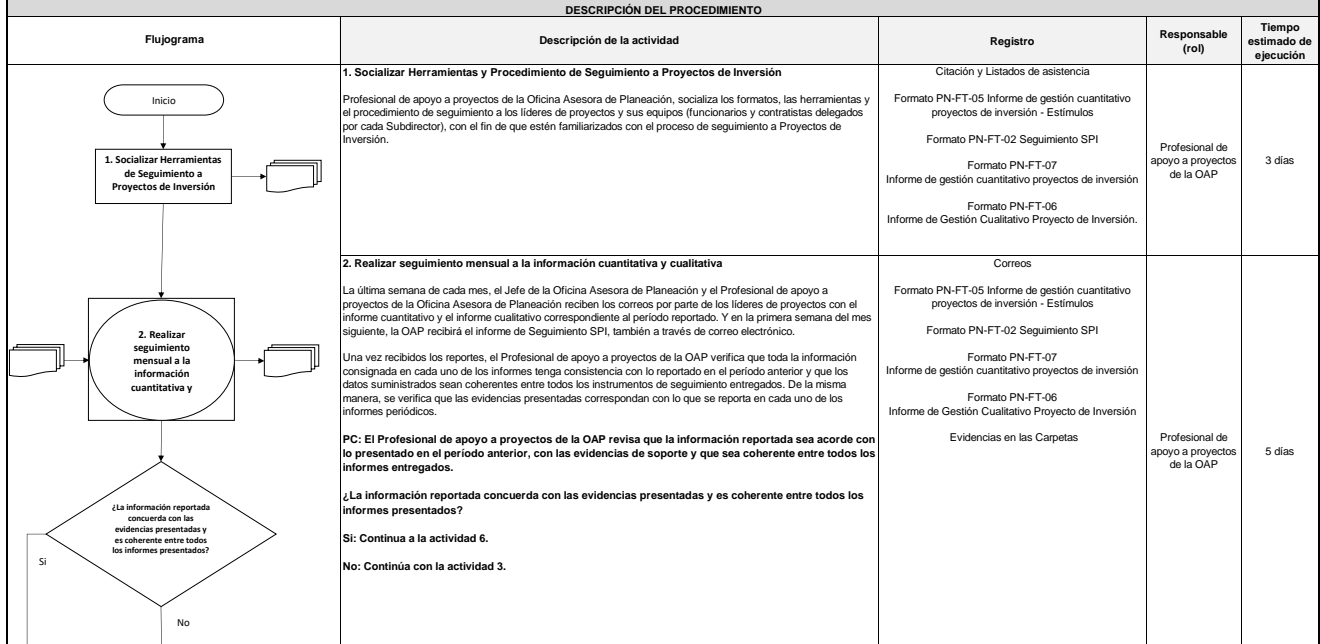 DESCRIPCIÓN DEL PROCEDIMIENTO
Flujograma
Descripción de la actividad
Registro
Responsable
(rol)
Tiempo
estimado de
ejecución
Inicio
1. Socializar Herramientas
de Seguimiento a
Proyectos de Inversión
1. Socializar Herramientas y Procedimiento de Seguimiento a Proyectos de Inversión
Profesional de apoyo a proyectos de la Oficina Asesora de Planeación, socializa los formatos, las herramientas y
el procedimiento de seguimiento a los líderes de proyectos y sus equipos (funcionarios y contratistas delegados
por cada Subdirector), con el fin de que estén familiarizados con el proceso de seguimiento a Proyectos de
Inversión.
Citación y Listados de asistencia
Formato PN-FT-05 Informe de gestión cuantitativo
proyectos de inversión - Estímulos
Formato PN-FT-02 Seguimiento SPI
Formato PN-FT-07
Informe de gestión cuantitativo proyectos de inversión
Formato PN-FT-06
Informe de Gestión Cualitativo Proyecto de Inversión.
Profesional de
apoyo a proyectos
de la OAP
3 días
2. Realizar
seguimiento
mensual a la
información
cuantitativa y
2. Realizar seguimiento mensual a la información cuantitativa y cualitativa
La última semana de cada mes, el Jefe de la Oficina Asesora de Planeación y el Profesional de apoyo a
proyectos de la Oficina Asesora de Planeación reciben los correos por parte de los líderes de proyectos con el
informe cuantitativo y el informe cualitativo correspondiente al período reportado. Y en la primera semana del mes
siguiente, la OAP recibirá el informe de Seguimiento SPI, también a través de correo electrónico.
Una vez recibidos los reportes, el Profesional de apoyo a proyectos de la OAP verifica que toda la información
consignada en cada uno de los informes tenga consistencia con lo reportado en el período anterior y que los
datos suministrados sean coherentes entre todos los instrumentos de seguimiento entregados. De la misma
manera, se verifica que las evidencias presentadas correspondan con lo que se reporta en cada uno de los
informes periódicos.
PC: El Profesional de apoyo a proyectos de la OAP revisa que la información reportada sea acorde con
lo presentado en el período anterior, con las evidencias de soporte y que sea coherente entre todos los
informes entregados.
¿La información reportada concuerda con las evidencias presentadas y es coherente entre todos los
informes presentados?
Si: Continua a la actividad 6.
No: Continúa con la actividad 3.
Correos
Formato PN-FT-05 Informe de gestión cuantitativo
proyectos de inversión - Estímulos
Formato PN-FT-02 Seguimiento SPI
Formato PN-FT-07
Informe de gestión cuantitativo proyectos de inversión
Formato PN-FT-06
Informe de Gestión Cualitativo Proyecto de Inversión
Evidencias en las Carpetas
Profesional de
apoyo a proyectos
de la OAP
5 días
¿La información reportada
concuerda con las
evidencias presentadas y
es coherente entre todos
los informes presentados?
Si
No